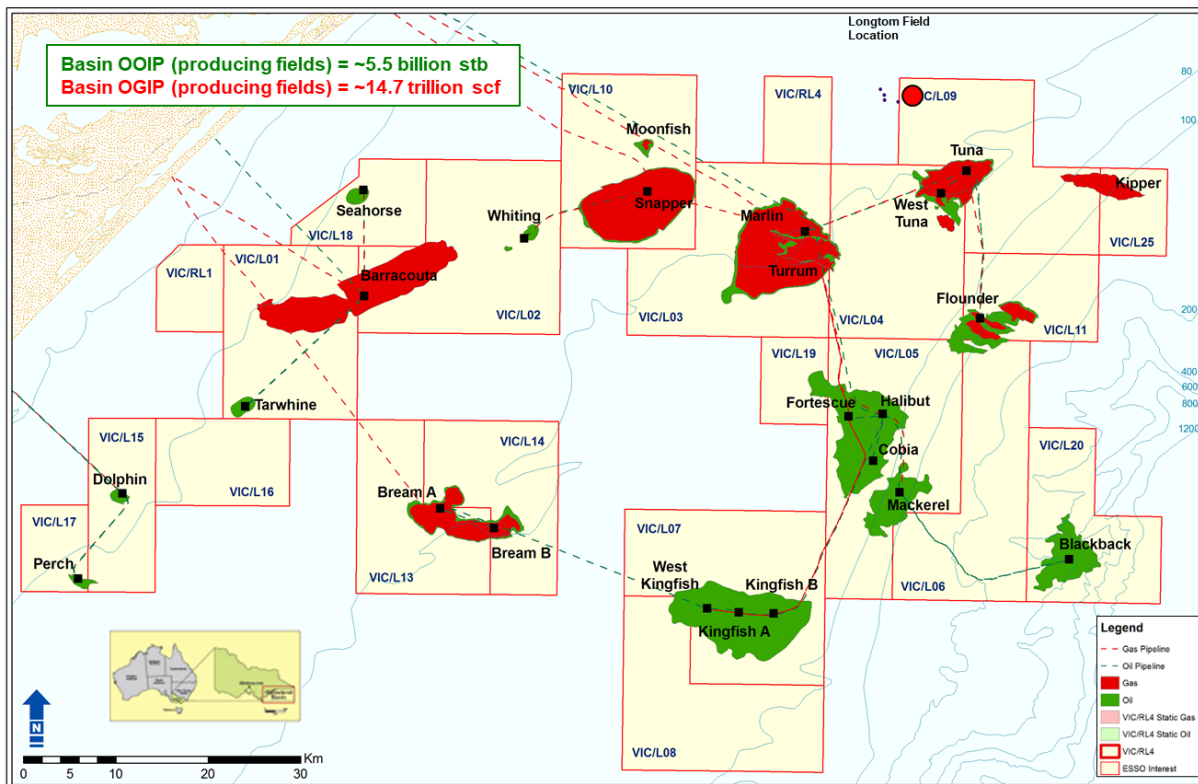 Longtom Field
Location
Basin OOIP (producing fields) = ~5.5 billion stb
Basin OGIP (producing fields) = ~14.7 trillion scf
80
VIC/L10
VIC/RL4
C/L09
100
Moonfish
Tuna
Kipper
Snapper
West
Tuna
Seahorse
Whiting
Marlin
VIC/L18
VIC/L25
VIC/RL1
VIC/L01
Barracouta
Turrum
Flounder
200
VIC/L02
VIC/L03
VIC/L04
VIC/L11
VIC/L19
VIC/L05
400
600
800
1200
Tarwhine
Fortescue
Halibut
VIC/L15
VIC/L14
VIC/L20
Cobia
Dolphin
VIC/L16
Bream A
Mackerel
VIC/L17
VIC/L07
Bream B
Blackback
Perch
VIC/L13
West
Kingfish
Kingfish B
VIC/L06
Kingfish A
Legend
Gas Pipeline
Oil Pipeline
Gas
Oil
VIC/RL4 Static Gas
VIC/RL4 Static Oil
VIC/RL4
ESSO Interest
N
VIC/L08
Km
0 5 10 20 30